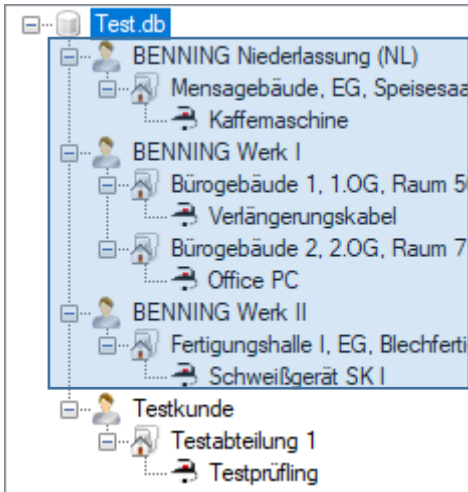 Test.db
BENNING Niederlassung (NL)
Mensagebäude, EG, Speisesaa
Kaffemaschine
BENNING Werk I
Bürogebäude 1, 1.OG, Raum 50
Verlängerungskabel
Bürogebäude 2, 2.OG, Raum 7
Office PC
BENNING Werk II
Fertigungshalle I, EG, Blechferti
Schweißgerät SK I
Testkunde
Testabteilung 1
Testprüfling